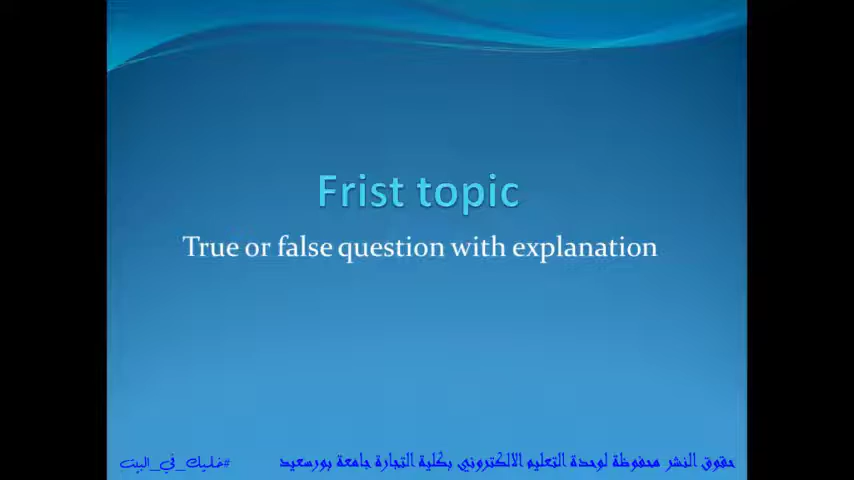 Frist topic
True or false question with explanation
حقوق النشر محفوظة لوحدة التعليم الالكتروني بكلية التجارة جامعة بورسعيد
#خليك_في_البيت